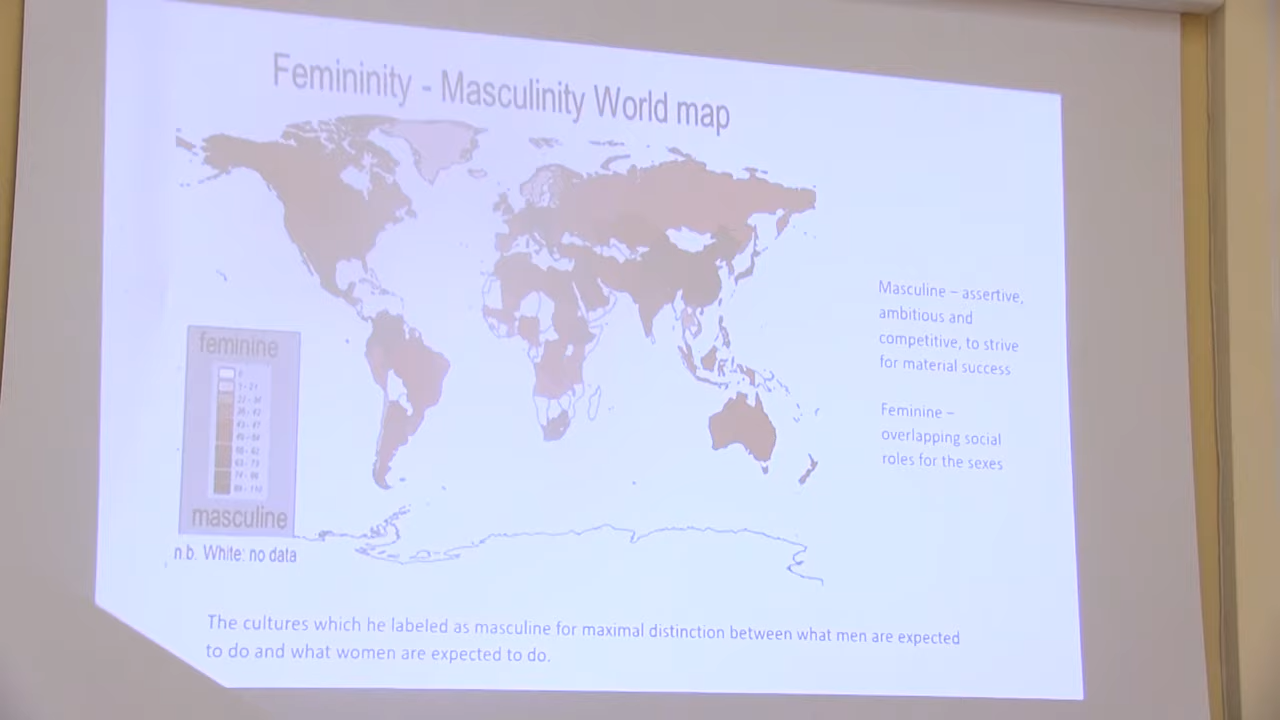 Femininity - Masculinity World map
Masculine – assertive,
ambitious and
competitive, to strive
for material success
Feminine –
overlapping social
roles for the sexes
feminine
0
masculine
n.b. White: no data
The cultures which he labeled as masculine for maximal distinction between what men are expected
to do and what women are expected to do.